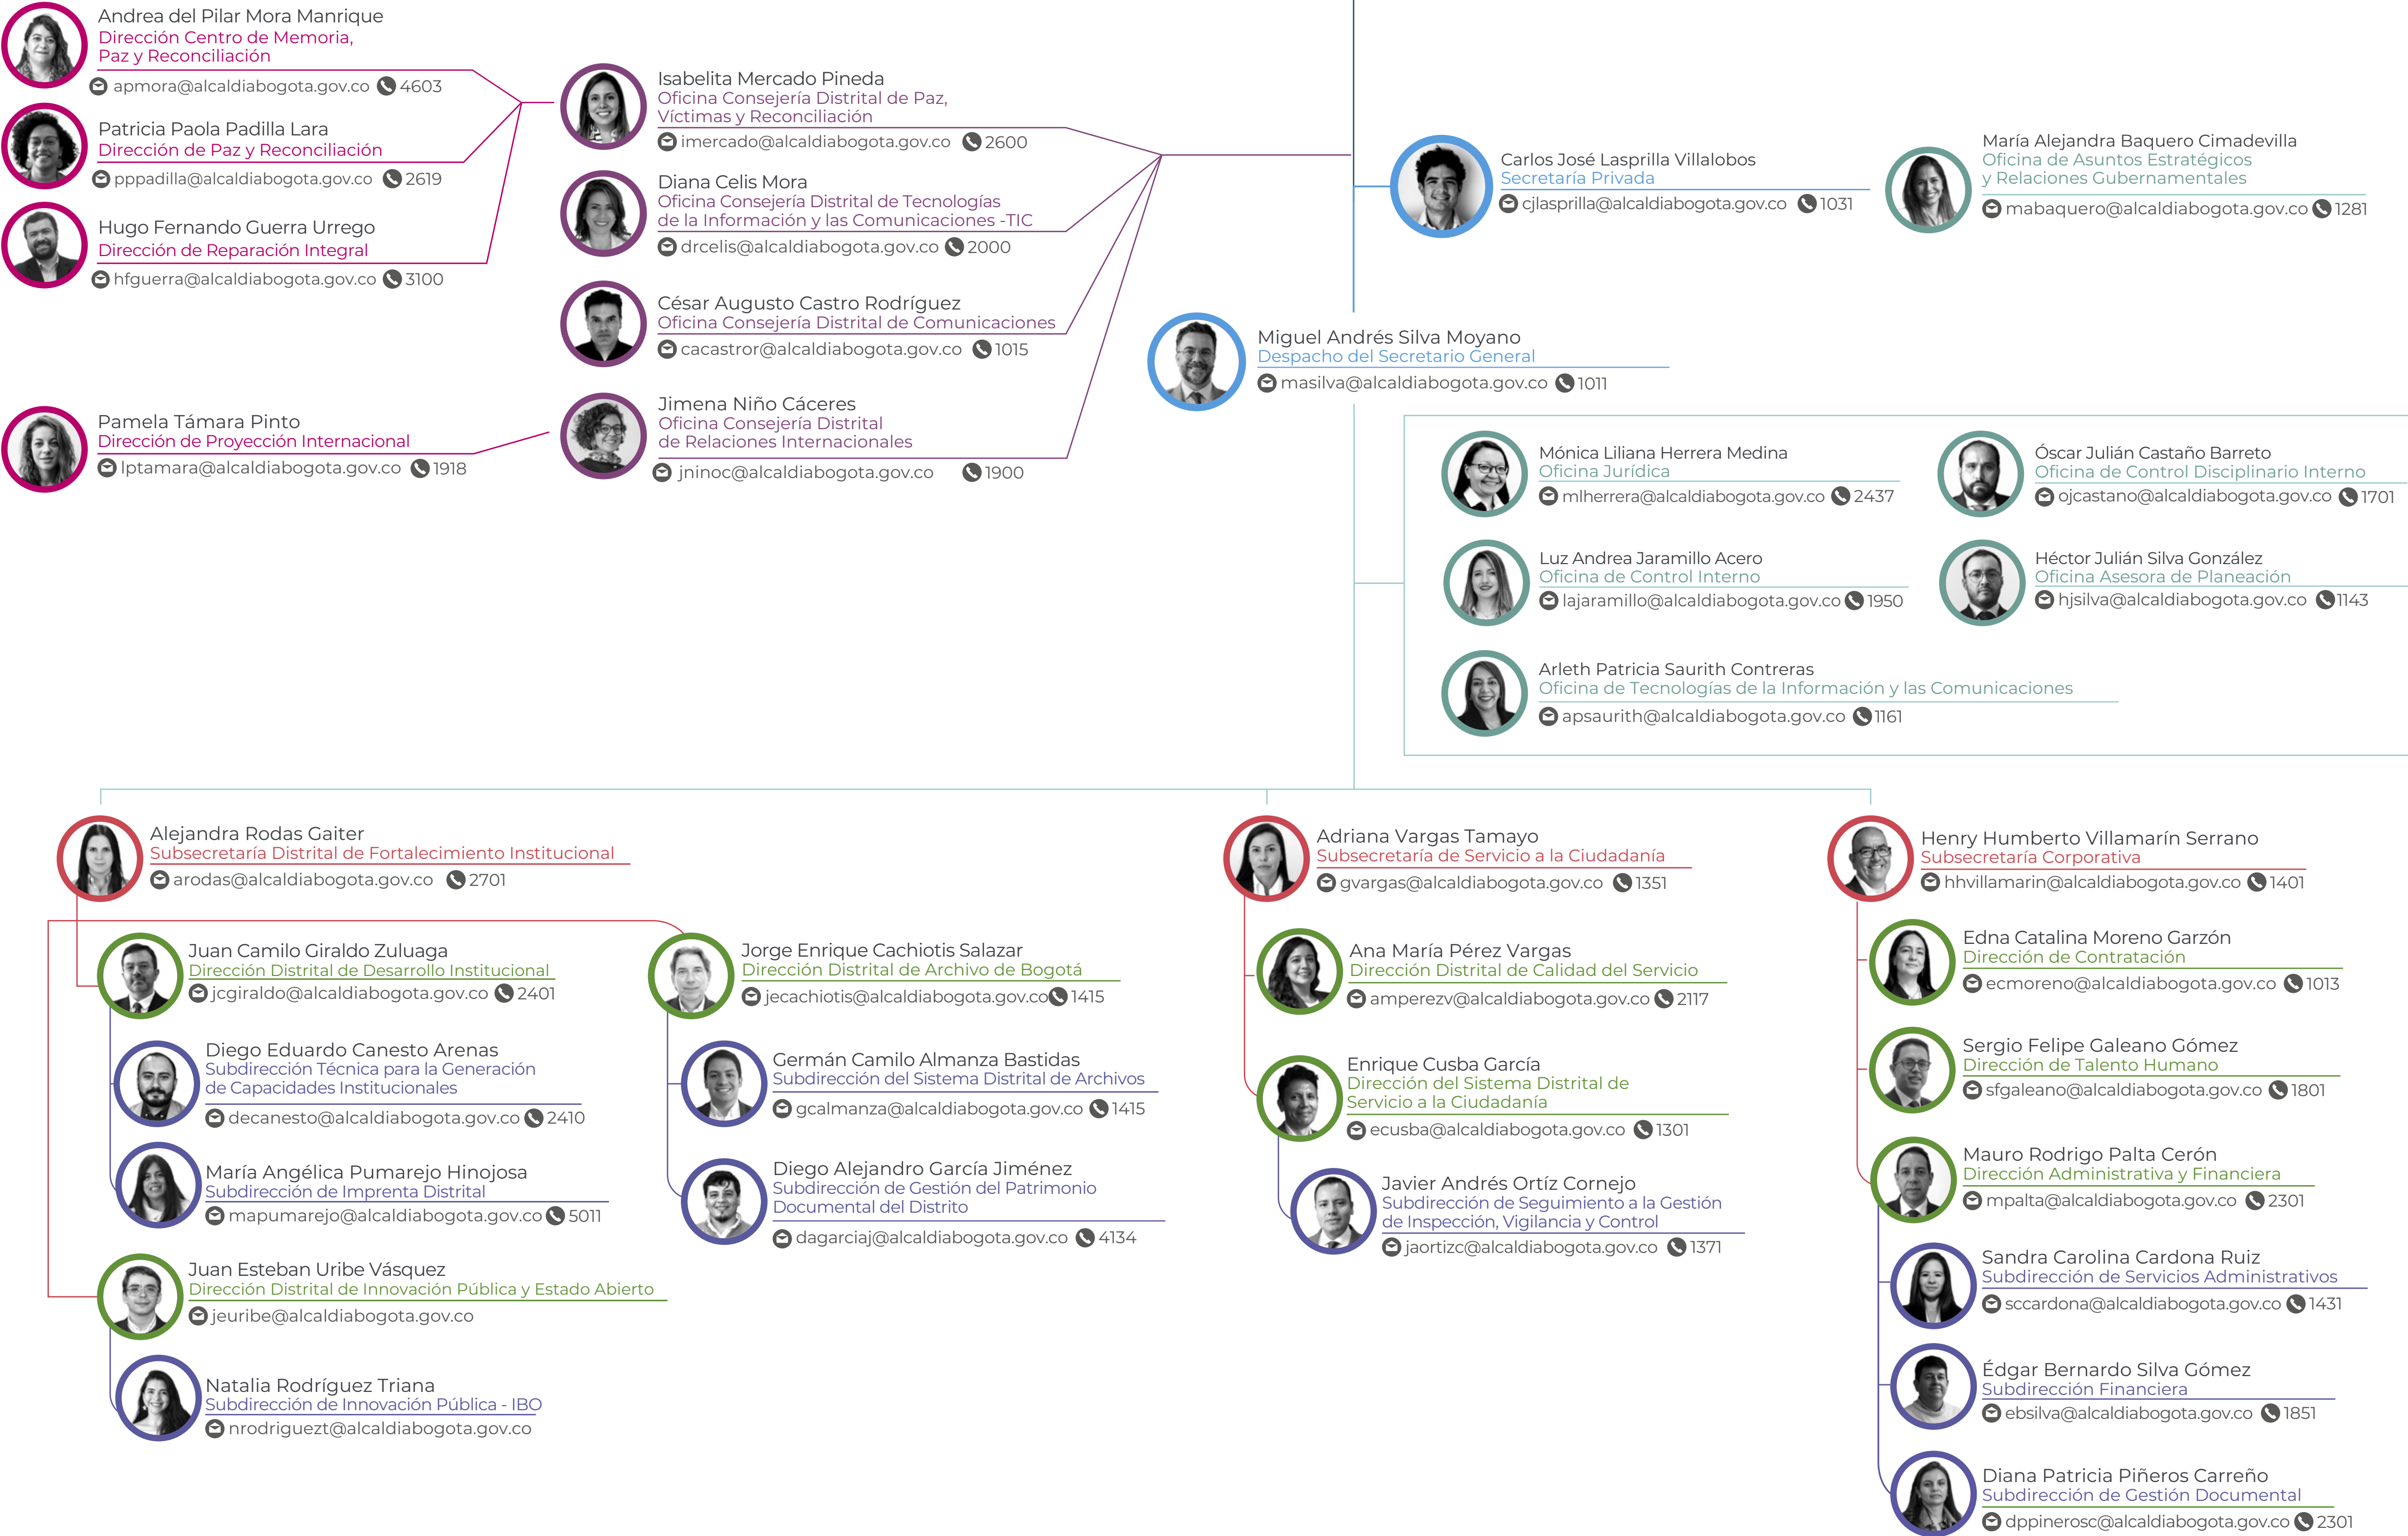 Andrea del Pilar Mora Manrique
Dirección Centro de Memoria,
Paz y Reconciliación
apmora@alcaldiabogota.gov.co 4603
Patricia Paola Padilla Lara
Dirección de Paz y Reconciliación
pppadilla@alcaldiabogota.gov.co 2619
Hugo Fernando Guerra Urrego
Dirección de Reparación Integral
hfguerra@alcaldiabogota.gov.co 3100
Pamela Támara Pinto
Dirección de Proyección Internacional
lptamara@alcaldiabogota.gov.co 1918
Isabelita Mercado Pineda
Oficina Consejería Distrital de Paz,
Víctimas y Reconciliación
imercado@alcaldiabogota.gov.co 2600
Diana Celis Mora
Oficina Consejería Distrital de Tecnologías
de la Información y las Comunicaciones -TIC
drcelis@alcaldiabogota.gov.co 2000
César Augusto Castro Rodríguez
Oficina Consejería Distrital de Comunicaciones
cacastror@alcaldiabogota.gov.co 1015
Jimena Niño Cáceres
Oficina Consejería Distrital
de Relaciones Internacionales
jninoc@alcaldiabogota.gov.co 1900
Carlos José Lasprilla Villalobos
Secretaría Privada
cjlasprilla@alcaldiabogota.gov.co 1031
María Alejandra Baquero Cimadevilla
Oficina de Asuntos Estratégicos
y Relaciones Gubernamentales
mabaquero@alcaldiabogota.gov.co 1281
Miguel Andrés Silva Moyano
Despacho del Secretario General
masilva@alcaldiabogota.gov.co 1011
Mónica Liliana Herrera Medina
Oficina Jurídica
mlherrera@alcaldiabogota.gov.co 2437
Óscar Julián Castaño Barreto
Oficina de Control Disciplinario Interno
ojcastano@alcaldiabogota.gov.co 1701
Luz Andrea Jaramillo Acero
Oficina de Control Interno
lajaramillo@alcaldiabogota.gov.co 1950
Héctor Julián Silva González
Oficina Asesora de Planeación
hjsilva@alcaldiabogota.gov.co 1143
Arleth Patricia Saurith Contreras
Oficina de Tecnologías de la Información y las Comunicaciones
apsaurith@alcaldiabogota.gov.co 1161
Alejandra Rodas Gaiter
Subsecretaría Distrital de Fortalecimiento Institucional
arodas@alcaldiabogota.gov.co 2701
Juan Camilo Giraldo Zuluaga
Dirección Distrital de Desarrollo Institucional
jcgiraldo@alcaldiabogota.gov.co 2401
Diego Eduardo Canesto Arenas
Subdirección Técnica para la Generación
de Capacidades Institucionales
decanesto@alcaldiabogota.gov.co 2410
María Angélica Pumarejo Hinojosa
Subdirección de Imprenta Distrital
mapumarejo@alcaldiabogota.gov.co 5011
Juan Esteban Uribe Vásquez
Dirección Distrital de Innovación Pública y Estado Abierto
jeuribe@alcaldiabogota.gov.co
Natalia Rodríguez Triana
Subdirección de Innovación Pública - IBO
nrodriguezt@alcaldiabogota.gov.co
Jorge Enrique Cachiotis Salazar
Dirección Distrital de Archivo de Bogotá
jecachiotis@alcaldiabogota.gov.co 1415
Germán Camilo Almanza Bastidas
Subdirección del Sistema Distrital de Archivos
gcalmanza@alcaldiabogota.gov.co 1415
Diego Alejandro García Jiménez
Subdirección de Gestión del Patrimonio
Documental del Distrito
dagarciaj@alcaldiabogota.gov.co 4134
Adriana Vargas Tamayo
Subsecretaría de Servicio a la Ciudadanía
gvargas@alcaldiabogota.gov.co 1351
Ana María Pérez Vargas
Dirección Distrital de Calidad del Servicio
amperezv@alcaldiabogota.gov.co 2117
Enrique Cusba García
Dirección del Sistema Distrital de
Servicio a la Ciudadanía
ecusba@alcaldiabogota.gov.co 1301
Javier Andrés Ortíz Cornejo
Subdirección de Seguimiento a la Gestión
de Inspección, Vigilancia y Control
jaortizc@alcaldiabogota.gov.co 1371
Henry Humberto Villamarín Serrano
Subsecretaría Corporativa
hhvillamarin@alcaldiabogota.gov.co 1401
Edna Catalina Moreno Garzón
Dirección de Contratación
ecmoreno@alcaldiabogota.gov.co 1013
Sergio Felipe Galeano Gómez
Dirección de Talento Humano
sfgaleano@alcaldiabogota.gov.co 1801
Mauro Rodrigo Palta Cerón
Dirección Administrativa y Financiera
mpalta@alcaldiabogota.gov.co 2301
Sandra Carolina Cardona Ruiz
Subdirección de Servicios Administrativos
sccardona@alcaldiabogota.gov.co 1431
Édgar Bernardo Silva Gómez
Subdirección Financiera
ebsilva@alcaldiabogota.gov.co 1851
Diana Patricia Piñeros Carreño
Subdirección de Gestión Documental
dppinerosc@alcaldiabogota.gov.co 2301